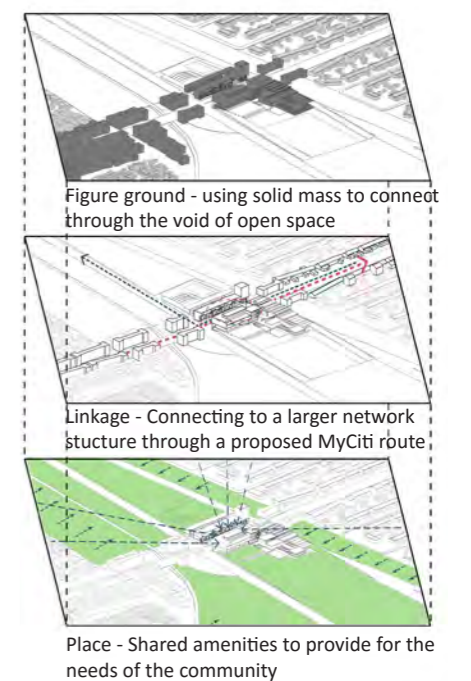 Figure ground - using solid mass to connect
through the void of open space
Linkage - Connecting to a larger network
stucture through a proposed MyCiti route
Place - Shared amenities to provide for the
needs of the community